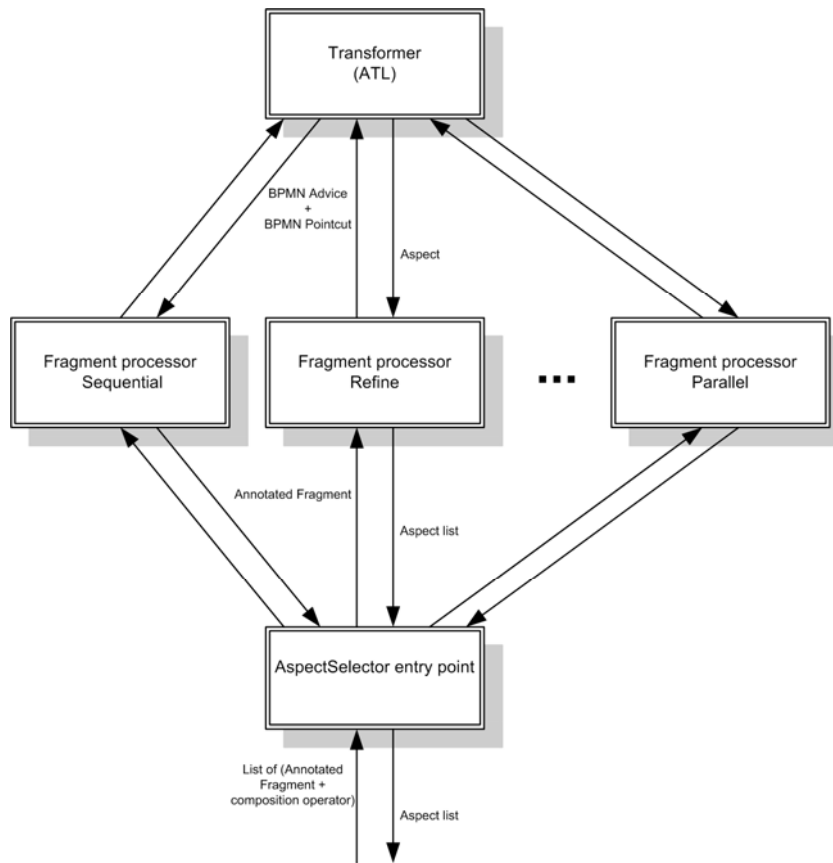 Transformer
(ATL)
BPMN Advice
+
BPMN Pointcut
Aspect
Fragment processor
Sequential
Fragment processor
Refine
...
Fragment processor
Parallel
Annotated Fragment
Aspect list
AspectSelector entry point
List of (Annotated
Fragment +
composition operator)
Aspect list